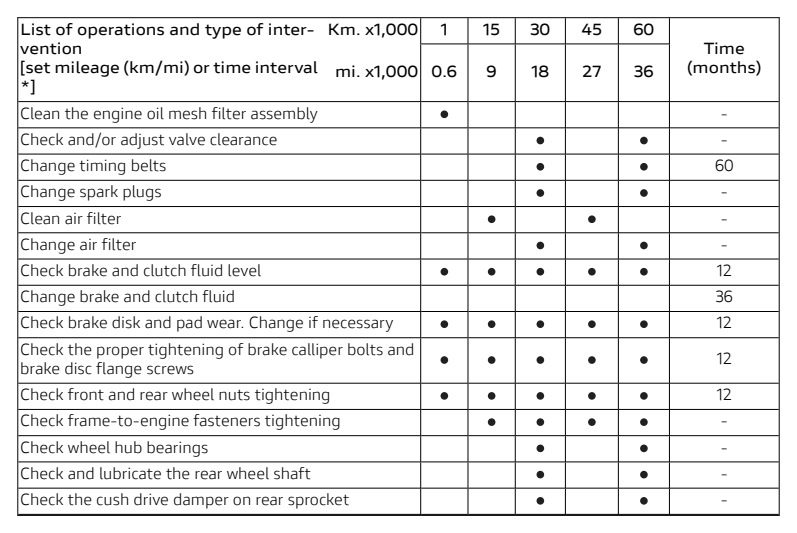 List of operations and type of inter- Km. x1,000 1 15 30 45 60 Time (months)
vention
[set mileage (km/mi) or time interval mi. x1,000 0.6 9 18 27 36
*]
Clean the engine oil mesh filter assembly ● -
Check and/or adjust valve clearance ● ● -
Change timing belts ● ● 60
Change spark plugs ● ● -
Clean air filter ● ● -
Change air filter ● ● -
Check brake and clutch fluid level ● ● ● ● ● 12
Change brake and clutch fluid 36
Check brake disk and pad wear. Change if necessary ● ● ● ● ● 12
Check the proper tightening of brake calliper bolts and
brake disc flange screws ● ● ● ● ● 12
Check front and rear wheel nuts tightening ● ● ● ● ● 12
Check frame-to-engine fasteners tightening ● ● ● ● -
Check wheel hub bearings ● ● -
Check and lubricate the rear wheel shaft ● ● -
Check the cush drive damper on rear sprocket ● ● -